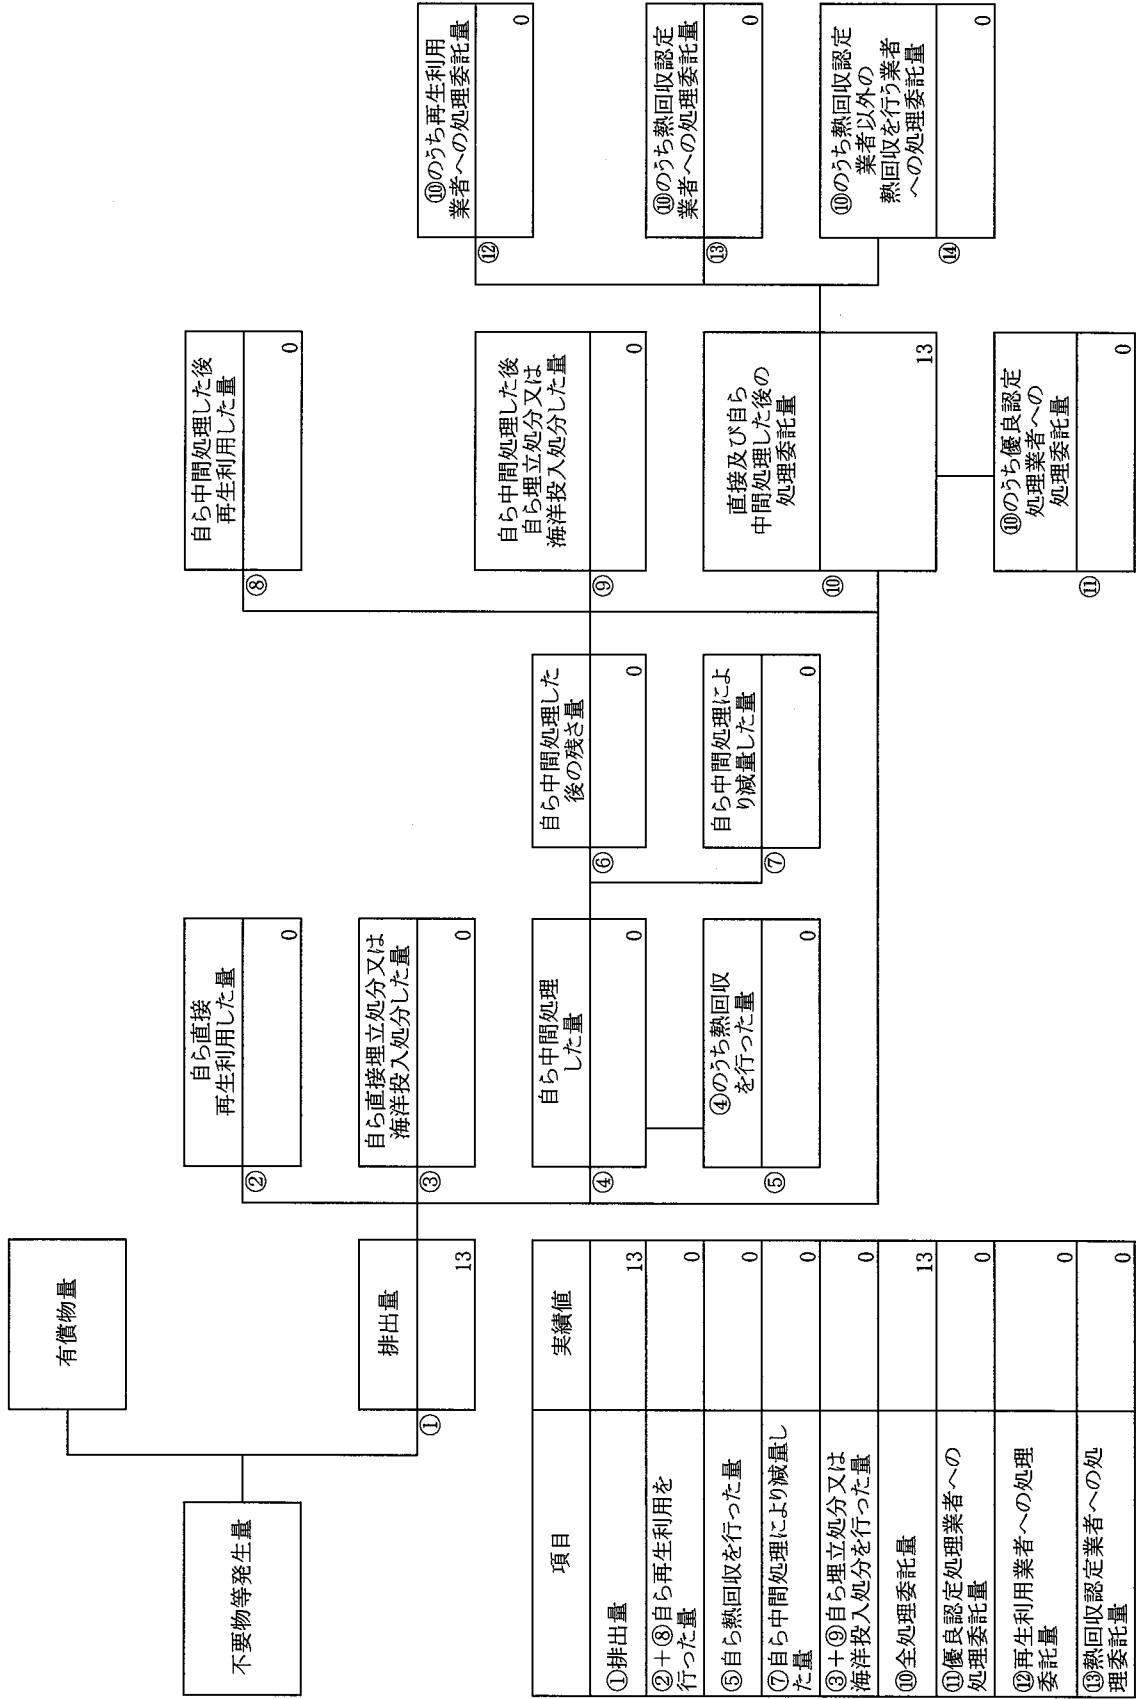 不要物等発生量
有償物量
①
排出量
13
②
自ら直接
再生利用した量
0
③
自ら直接埋立処分又は
海洋投入処分した量
0
④
自ら中間処理
した量
0
⑤
④のうち熱回収
を行った量
0
⑥
自ら中間処理した
後の残さ量
0
⑦
自ら中間処理によ
り減量した量
0
⑧
自ら中間処理した後
再生利用した量
0
⑨
自ら中間処理した後
自ら埋立処分又は
海洋投入処分した量
0
⑩
直接及び自ら
中間処理した後の
処理委託量
13
⑪
⑩のうち優良認定
処理業者への
処理委託量
0
⑫
⑩のうち再生利用
業者への処理委託量
0
⑬
⑩のうち熱回収認定
業者への処理委託量
0
⑭
⑩のうち熱回収認定
業者以外の
熱回収を行う業者
への処理委託量
0
項目 実績値
①排出量 13
②+⑧自ら再生利用を
行った量 0
⑤自ら熱回収を行った量 0
⑦自ら中間処理により減量し
た量 0
③+⑨自ら埋立処分又は
海洋投入処分を行った量 0
⑩全処理委託量 13
⑪優良認定処理業者への
処理委託量 0
⑫再生利用業者への処理
委託量 0
⑬熱回収認定業者への処
理委託量 0